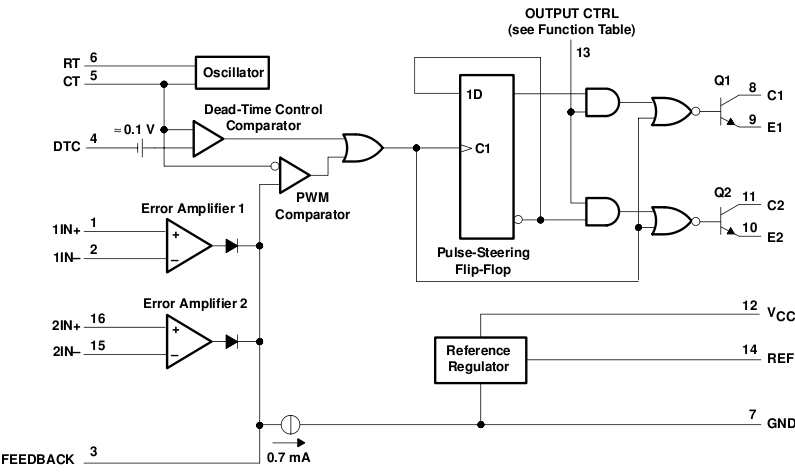 OUTPUT CTRL
(see Function Table)
13
RT 6
CT 5
Oscillator
Dead-Time Control
Comparator
≈ 0.1 V
DTC 4
PWM
Comparator
1D
C1
Pulse-Steering
Flip-Flop
Q1
8 C1
9 E1
Q2
11 C2
10 E2
Error Amplifier 1
1IN+ 1
+
1IN− 2
−
Error Amplifier 2
2IN+ 16
+
2IN− 15
−
12 VCC
Reference
Regulator
14 REF
7 GND
0.7 mA
FEEDBACK 3